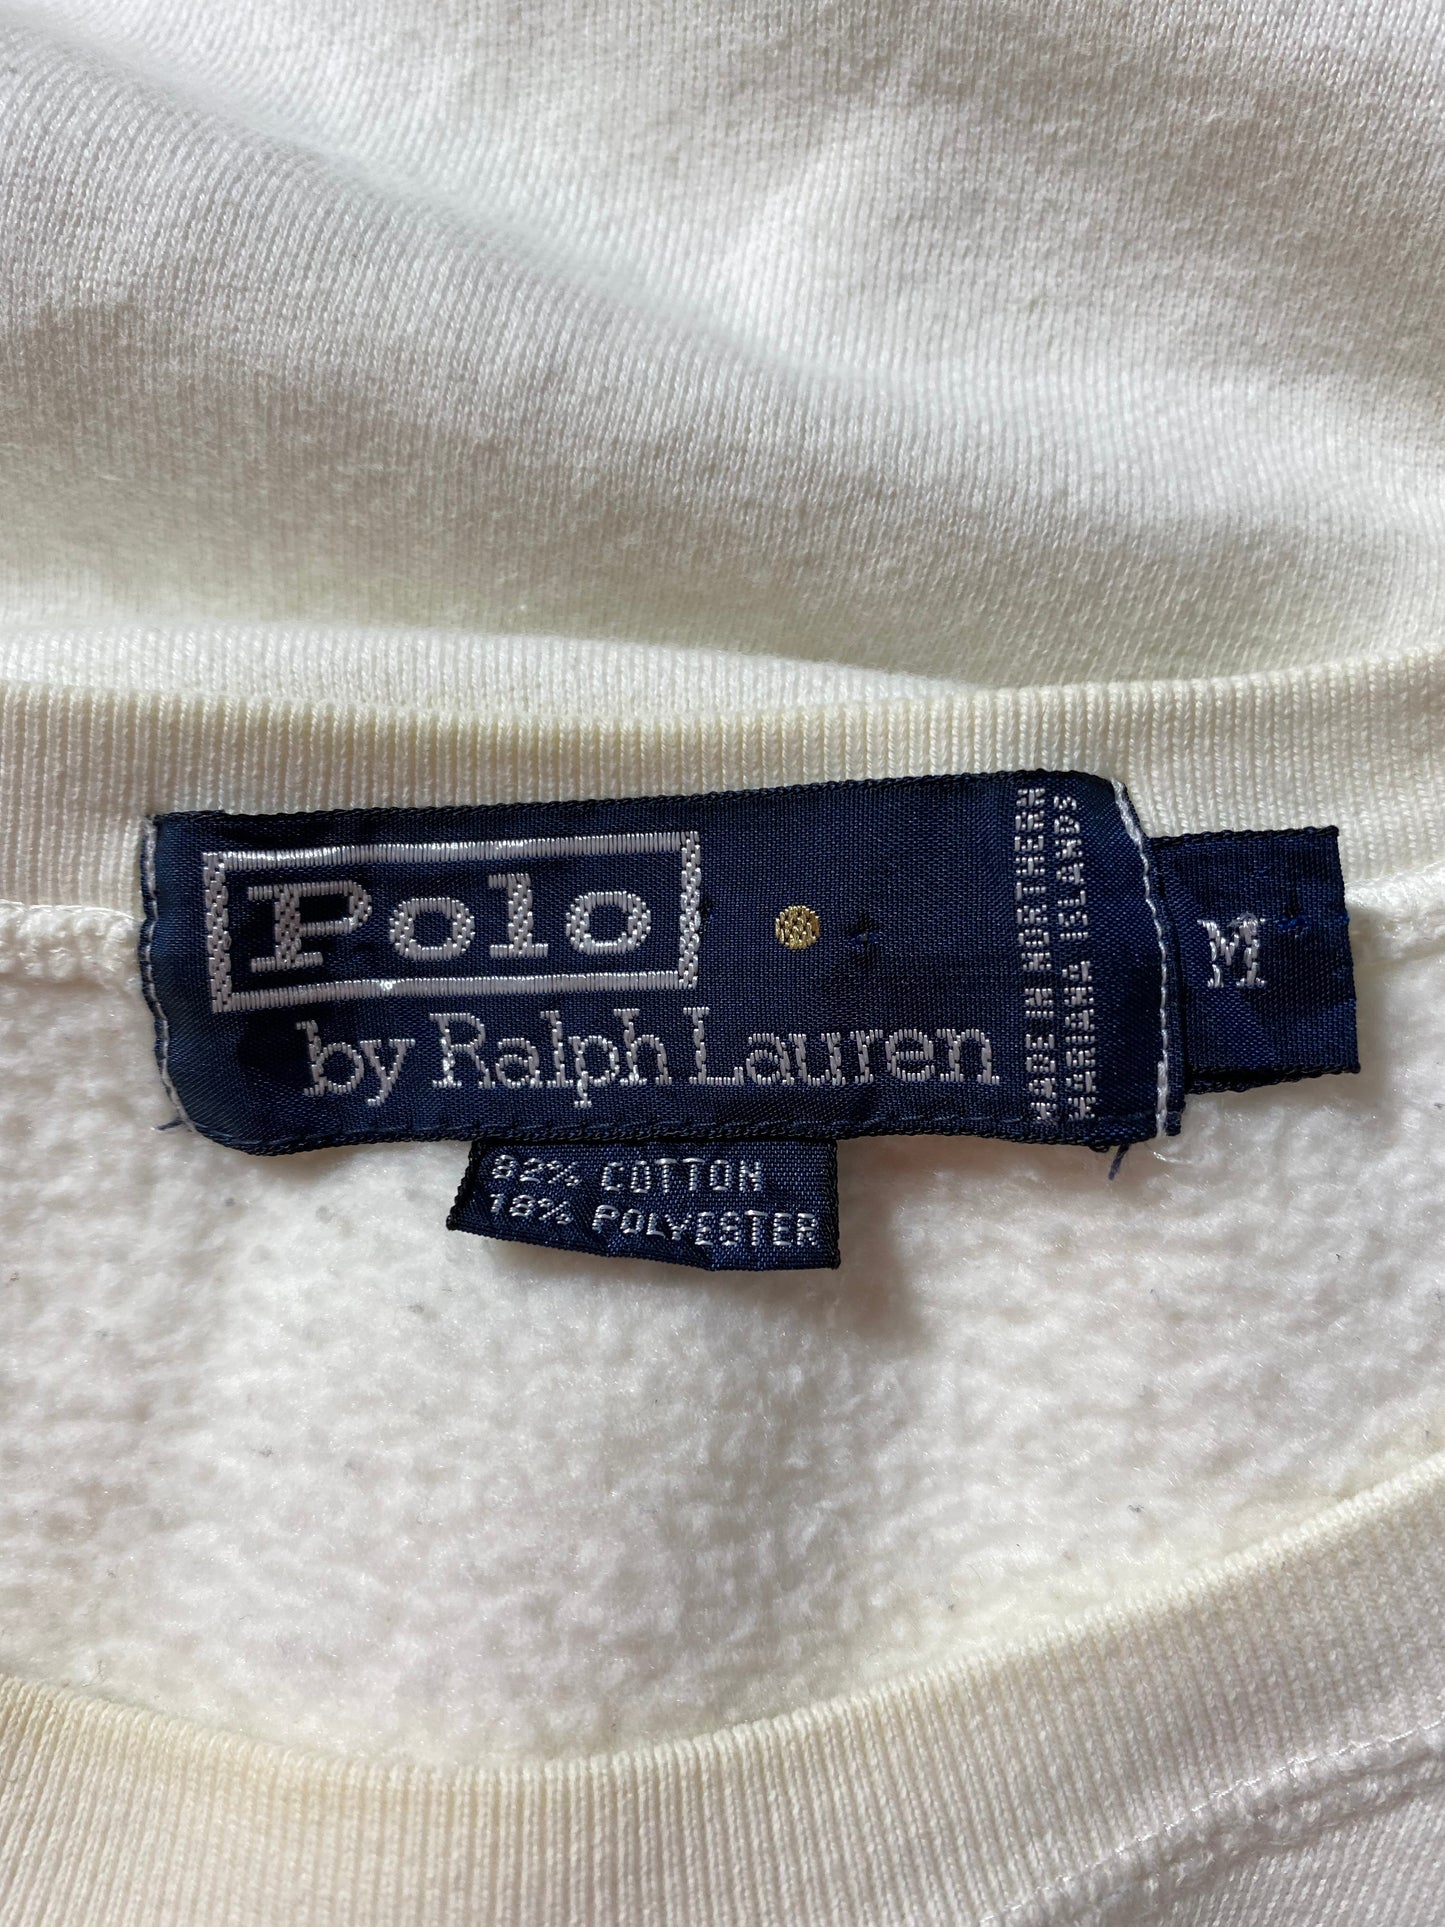 Polo
by Ralph Lauren
MADE IN NORTHERN
MARIANA ISLANDS
M
82% COTTON
18% POLYESTER